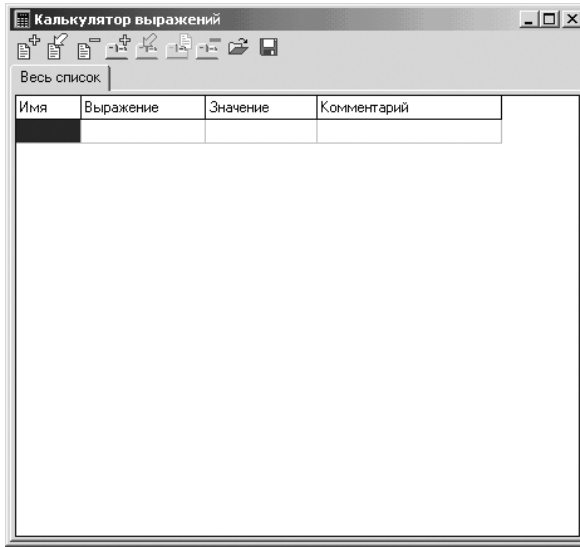 Калькулятор выражений
Весь список
Имя Выражение Значение Комментарий